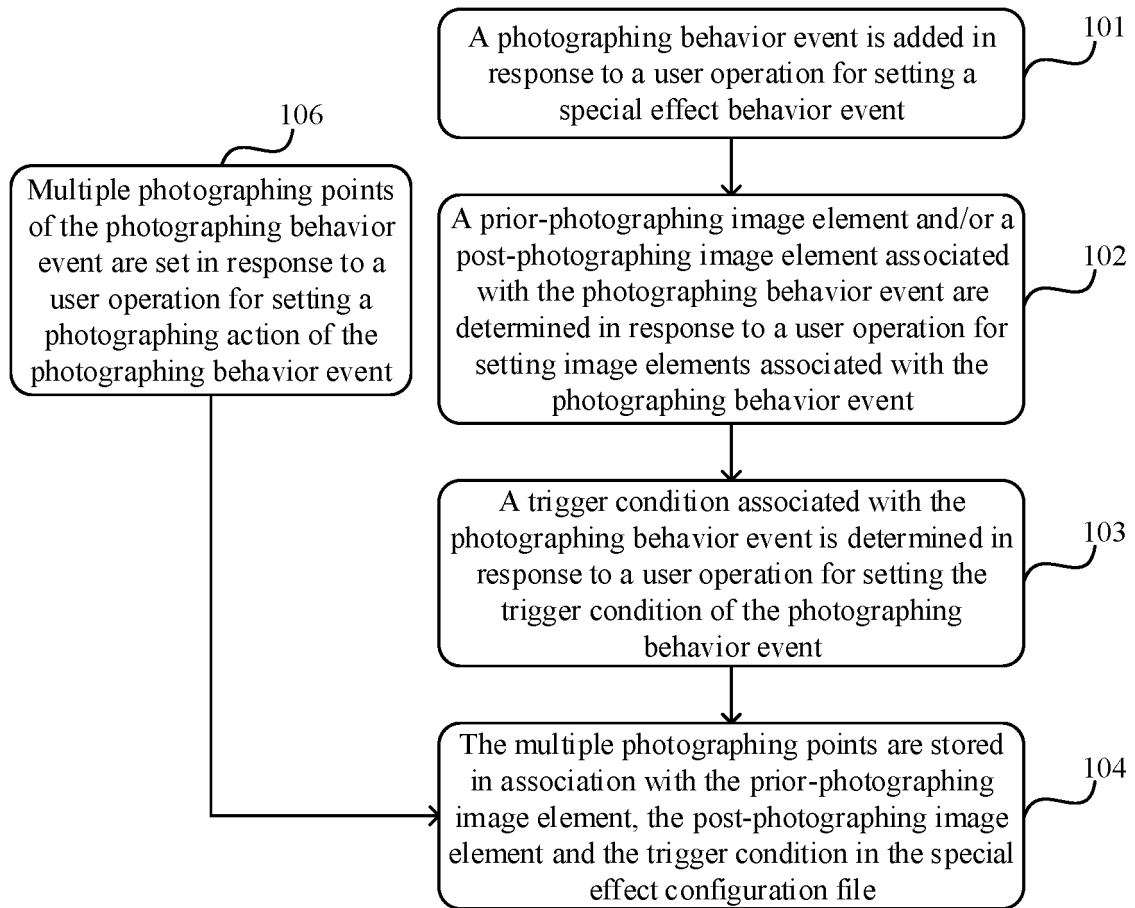 A photographing behavior event is added in
response to a user operation for setting a
special effect behavior event
101
106
Multiple photographing points
of the photographing behavior
event are set in response to a
user operation for setting a
photographing action of the
photographing behavior event
A prior-photographing image element and/or a
post-photographing image element associated
with the photographing behavior event are
determined in response to a user operation for
setting image elements associated with the
photographing behavior event
102
A trigger condition associated with the
photographing behavior event is determined in
response to a user operation for setting the
trigger condition of the photographing
behavior event
103
The multiple photographing points are stored
in association with the prior-photographing
image element, the post-photographing image
element and the trigger condition in the special
effect configuration file
104